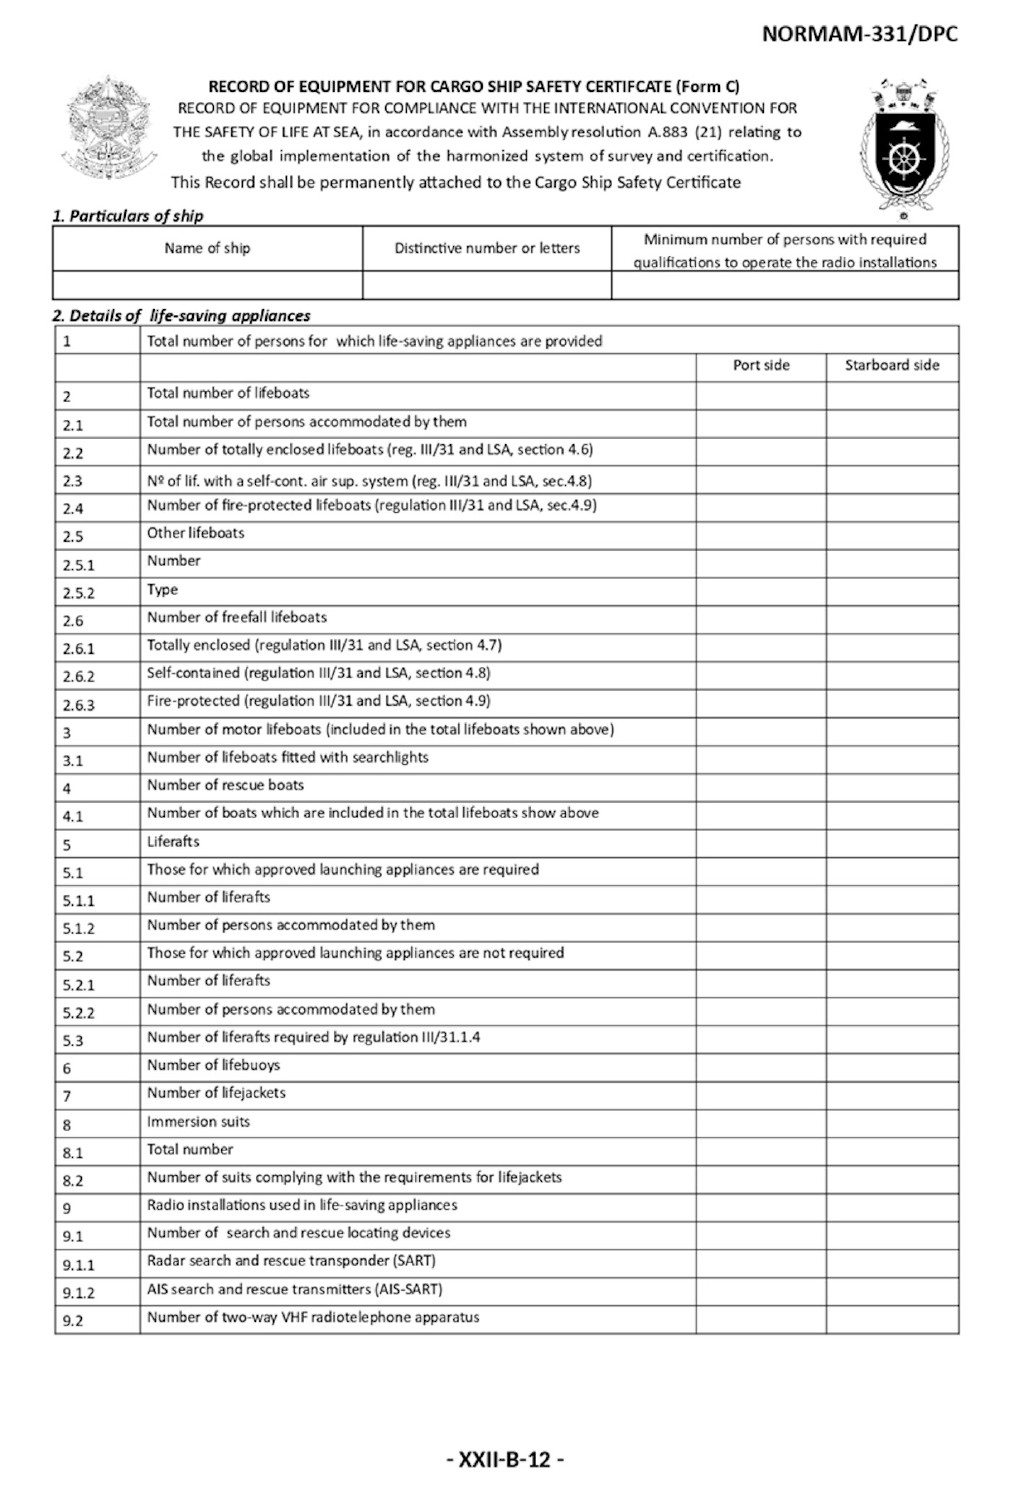 NORMAM-331/DPC
RECORD OF EQUIPMENT FOR CARGO SHIP SAFETY CERTIFCATE (Form C)
RECORD OF EQUIPMENT FOR COMPLIANCE WITH THE INTERNATIONAL CONVENTION FOR
THE SAFETY OF LIFE AT SEA, in accordance with Assembly resolution A.883 (21) relating to
the global implementation of the harmonized system of survey and certification.
This Record shall be permanently attached to the Cargo Ship Safety Certificate
1. Particulars of ship
Name of ship
Distinctive number or letters
Minimum number of persons with required
qualifications to operate the radio installations
2. Details of life-saving appliances
1 Total number of persons for which life-saving appliances are provided
Port side Starboard side
2 Total number of lifeboats
2.1 Total number of persons accommodated by them
2.2 Number of totally enclosed lifeboats (reg. III/31 and LSA, section 4.6)
2.3 Nº of lif. with a self-cont. air sup. system (reg. III/31 and LSA, sec.4.8)
2.4 Number of fire-protected lifeboats (regulation III/31 and LSA, sec.4.9)
2.5 Other lifeboats
2.5.1 Number
2.5.2 Type
2.6 Number of freefall lifeboats
2.6.1 Totally enclosed (regulation III/31 and LSA, section 4.7)
2.6.2 Self-contained (regulation III/31 and LSA, section 4.8)
2.6.3 Fire-protected (regulation III/31 and LSA, section 4.9)
3 Number of motor lifeboats (included in the total lifeboats shown above)
3.1 Number of lifeboats fitted with searchlights
4 Number of rescue boats
4.1 Number of boats which are included in the total lifeboats show above
5 Liferafts
5.1 Those for which approved launching appliances are required
5.1.1 Number of liferafts
5.1.2 Number of persons accommodated by them
5.2 Those for which approved launching appliances are not required
5.2.1 Number of liferafts
5.2.2 Number of persons accommodated by them
5.3 Number of liferafts required by regulation III/31.1.4
6 Number of lifebuoys
7 Number of lifejackets
8 Immersion suits
8.1 Total number
8.2 Number of suits complying with the requirements for lifejackets
9 Radio installations used in life-saving appliances
9.1 Number of search and rescue locating devices
9.1.1 Radar search and rescue transponder (SART)
9.1.2 AIS search and rescue transmitters (AIS-SART)
9.2 Number of two-way VHF radiotelephone apparatus
- XXII-B-12 -